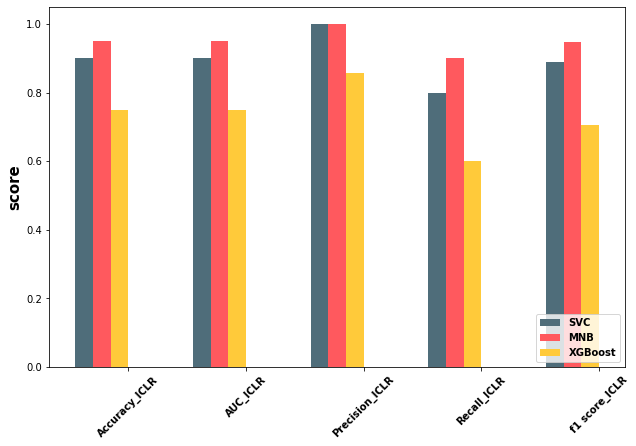 1.0
0.8
0.6
0.4
0.2
0.0
score
Accuracy_ICLR
AUC_ICLR
Precision_ICLR
Recall_ICLR
f1 score_ICLR
SVC
MNB
XGBoost